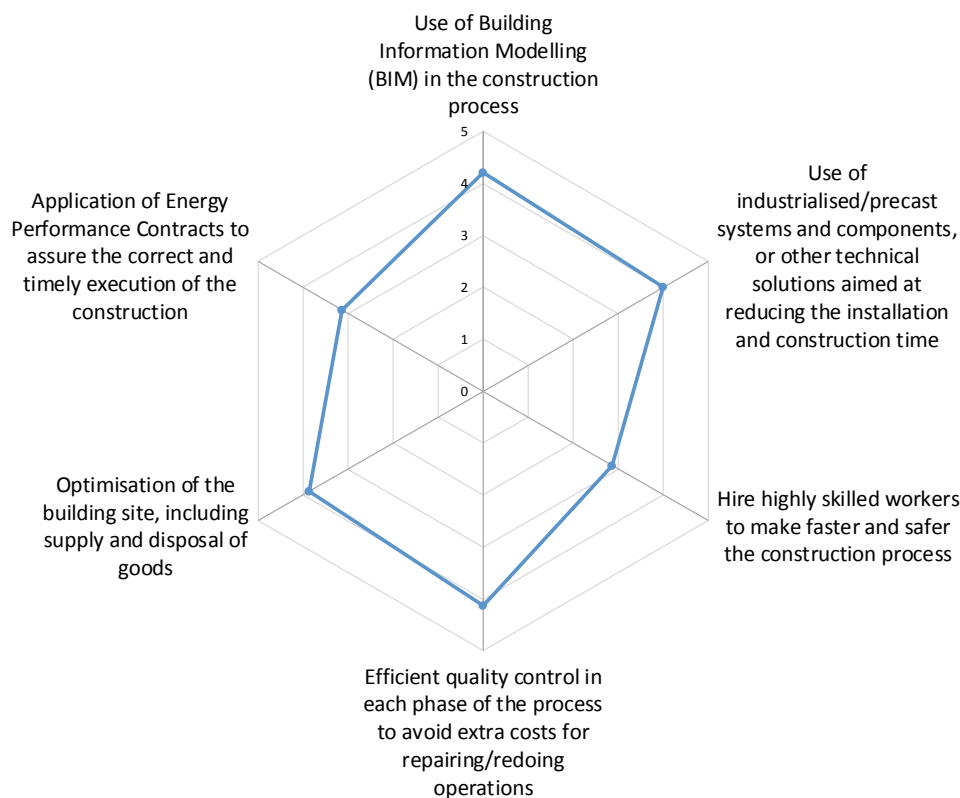 Use of Building
Information Modelling
(BIM) in the construction
process
5
4
3
2
1
0
Use of
industrialised/precast
systems and components,
or other technical
solutions aimed at
reducing the installation
and construction time
Hire highly skilled workers
to make faster and safer
the construction process
Efficient quality control in
each phase of the process
to avoid extra costs for
repairing/redoing
operations
Optimisation of the
building site, including
supply and disposal of
goods
Application of Energy
Performance Contracts to
assure the correct and
timely execution of the
construction